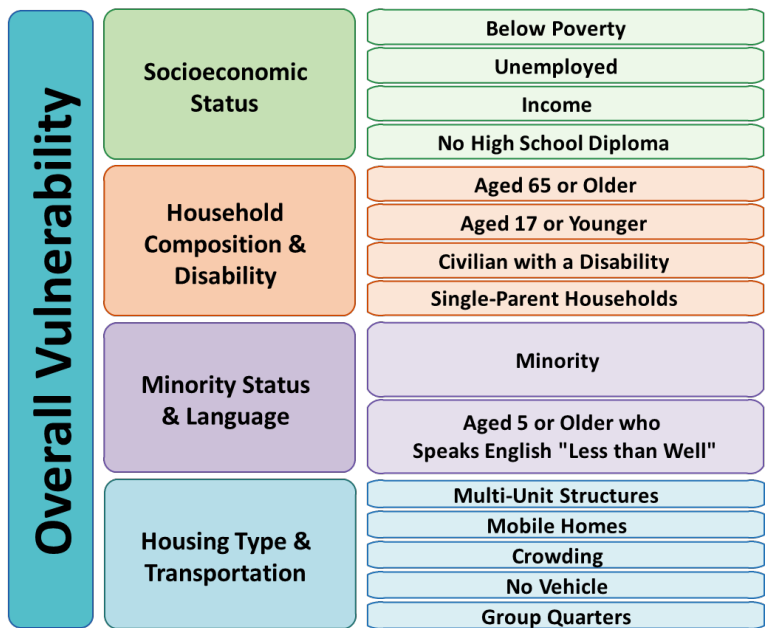 Overall Vulnerability
Socioeconomic
Status
Below Poverty
Unemployed
Income
No High School Diploma
Household
Composition &
Disability
Aged 65 or Older
Aged 17 or Younger
Civilian with a Disability
Single-Parent Households
Minority Status
& Language
Minority
Aged 5 or Older who
Speaks English "Less than Well"
Housing Type &
Transportation
Multi-Unit Structures
Mobile Homes
Crowding
No Vehicle
Group Quarters